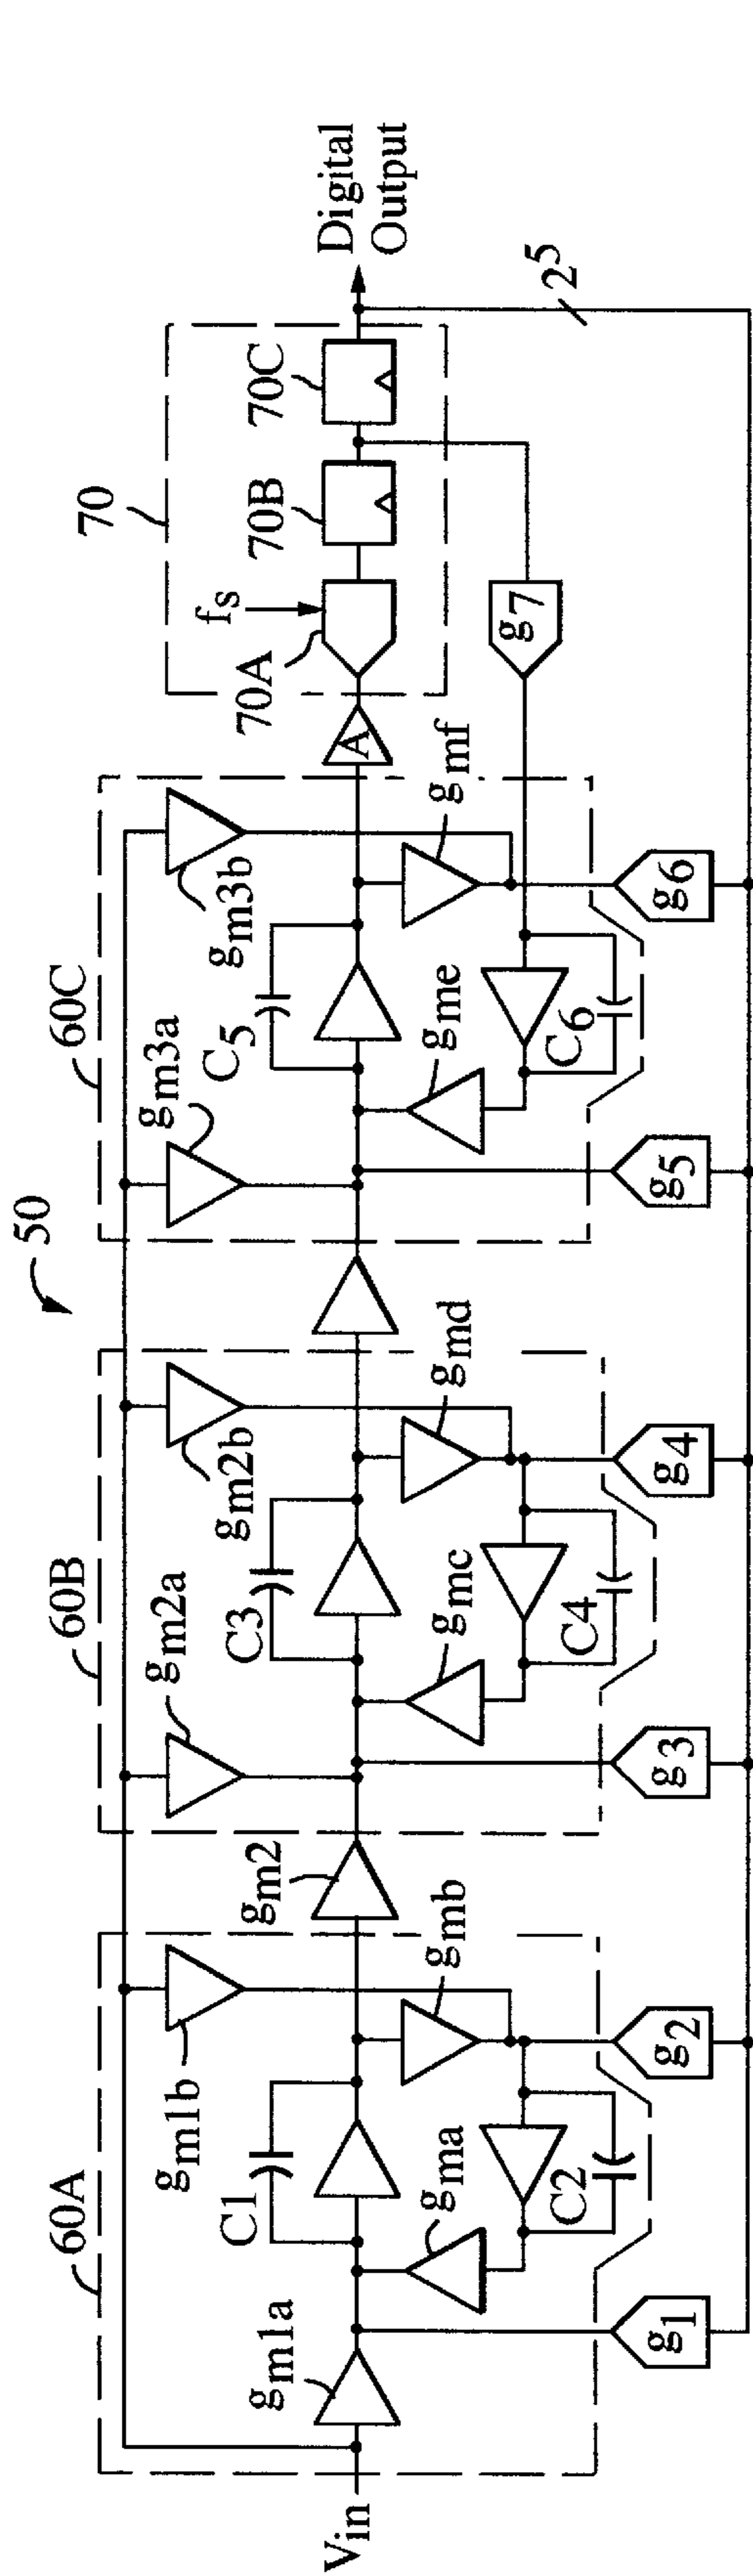 50
60A
60B
60C
70
Vin
gm1a
gm1b
C1
gma
gmb
C2
gm2
gm2a
gm2b
C3
gmc
gmd
C4
gm3a
gm3b
C5
gme
gmf
C6
A
fs
70A
70B
70C
Digital
Output
g1
g2
g3
g4
g5
g6
g7
2^5